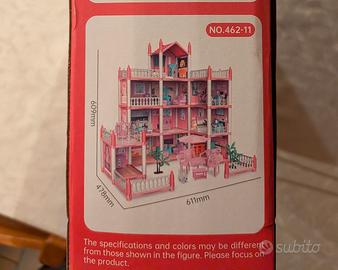 NO.462-11
609mm
478mm
611mm
The specifications and colors may be different
from those shown in the figure. Please focus on
the product.
subito